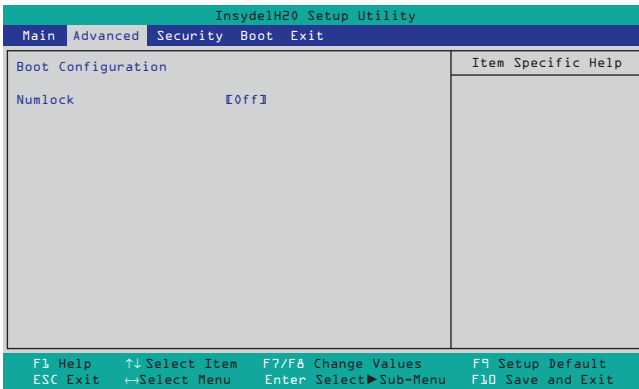 InsydelH20 Setup Utility
Main Advanced Security Boot Exit
Boot Configuration
Item Specific Help
Numlock [Off]
F1 Help ↑↓ Select Item F7/F8 Change Values F9 Setup Default
ESC Exit ↔Select Menu Enter Select▶Sub-Menu F10 Save and Exit